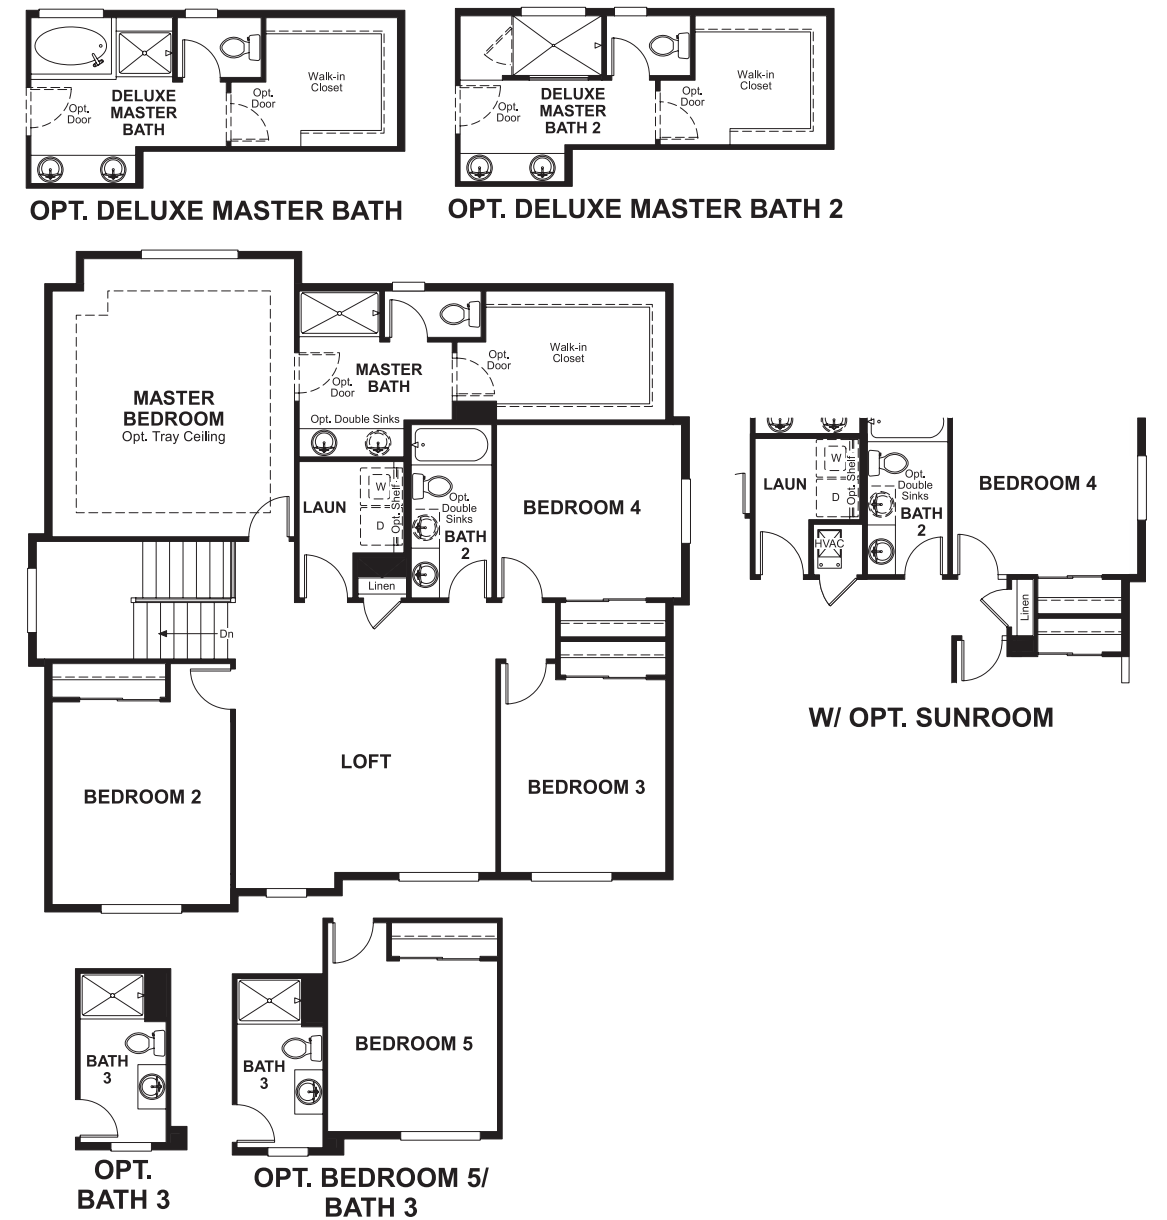 Walk-in
Closet
Opt.
Door
DELUXE
MASTER
BATH
Opt.
Door
OPT. DELUXE MASTER BATH
Walk-in
Closet
Opt.
Door
DELUXE
MASTER
BATH 2
Opt.
Door
OPT. DELUXE MASTER BATH 2
MASTER
BEDROOM
Opt. Tray Ceiling
MASTER
BATH
Opt.
Door
Opt.
Door
Walk-in
Closet
Opt. Double Sinks
LAUN
W
D
Opt. Shelf
Opt.
Double
Sinks
BATH
2
BEDROOM 4
Linen
Dn
LOFT
BEDROOM 2
BEDROOM 3
LAUN
W
D
Opt. Shelf
HVAC
Opt.
Double
Sinks
BATH
2
BEDROOM 4
Linen
W/ OPT. SUNROOM
BATH
3
OPT.
BATH 3
BATH
3
BEDROOM 5
OPT. BEDROOM 5/
BATH 3